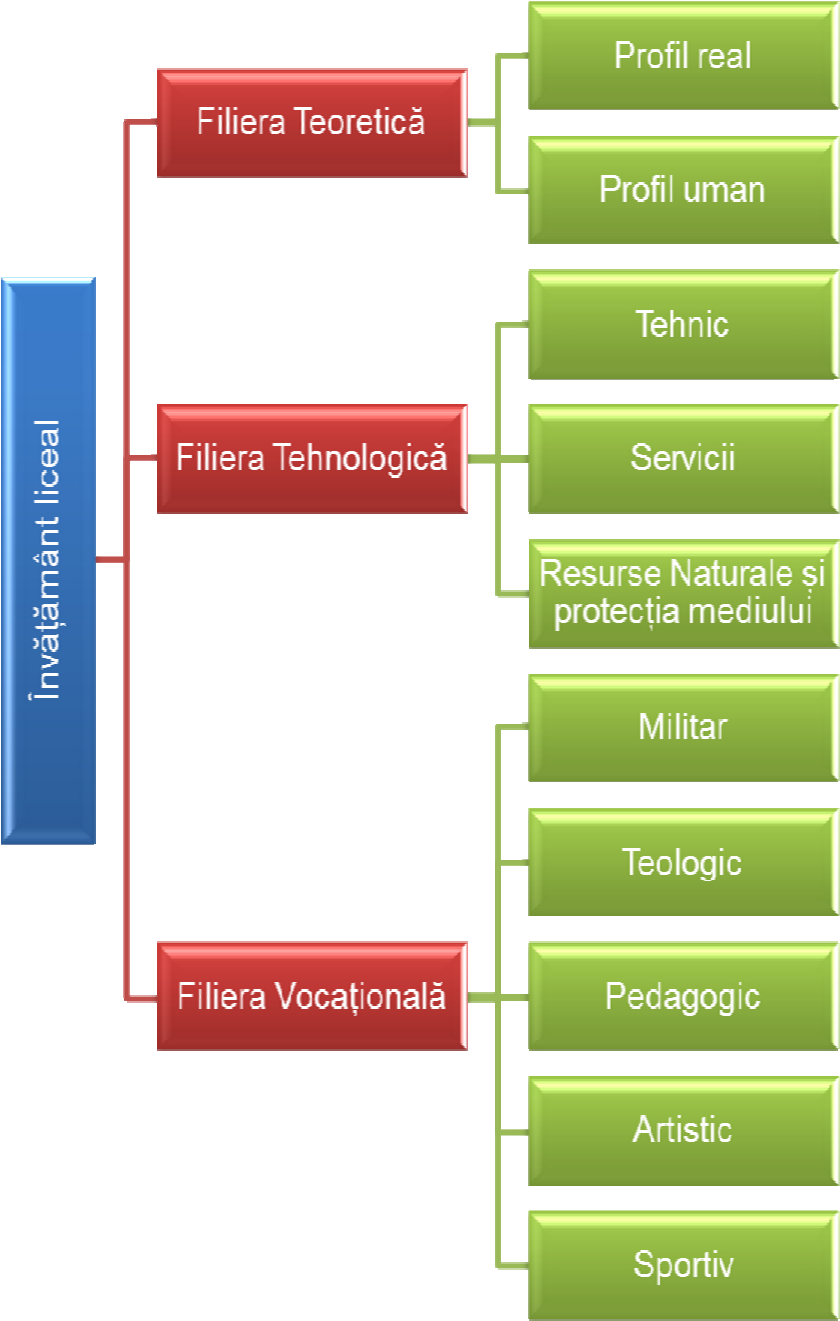 Învățământ liceal
Filiera Teoretică
Profil real
Profil uman
Filiera Tehnologică
Tehnic
Servicii
Resurse Naturale și
protecția mediului
Filiera Vocațională
Militar
Teologic
Pedagogic
Artistic
Sportiv